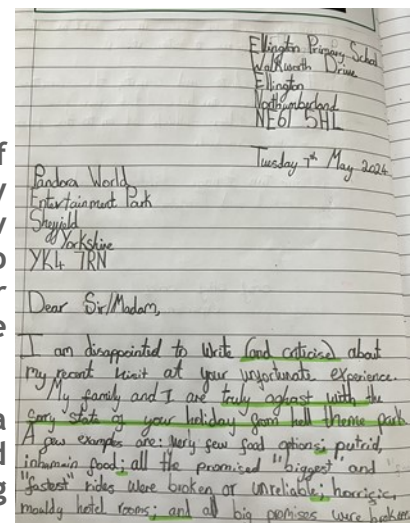 Ellington Primary School
Walkworth Drive
Ellington
Northumberland
NE61 5HL
Tuesday 7th May 2024
Pandora World
Entertainment Park
Sheffield
Yorkshire
YK4 7RN
Dear Sir/Madam,
I am disappointed to write (and criticise) about
my recent visit at your unfortunate experience.
My family and I are truly aghast with the
sorry state of your holiday from hell theme park.
A few examples are: very few food options; putrid,
inhumain food; all the promised "biggest" and
"fastest" rides were broken or unreliable; horrific,
mouldy hotel rooms; and all big promises were broken